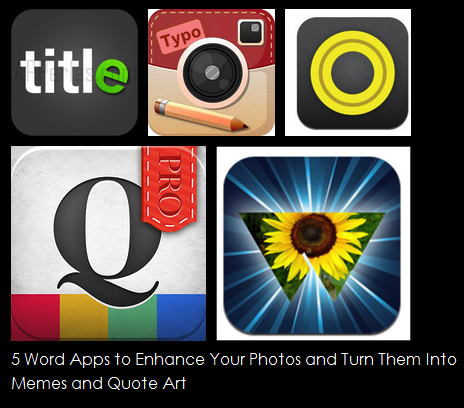 title
Typo
Q
PRO
5 Word Apps to Enhance Your Photos and Turn Them Into
Memes and Quote Art